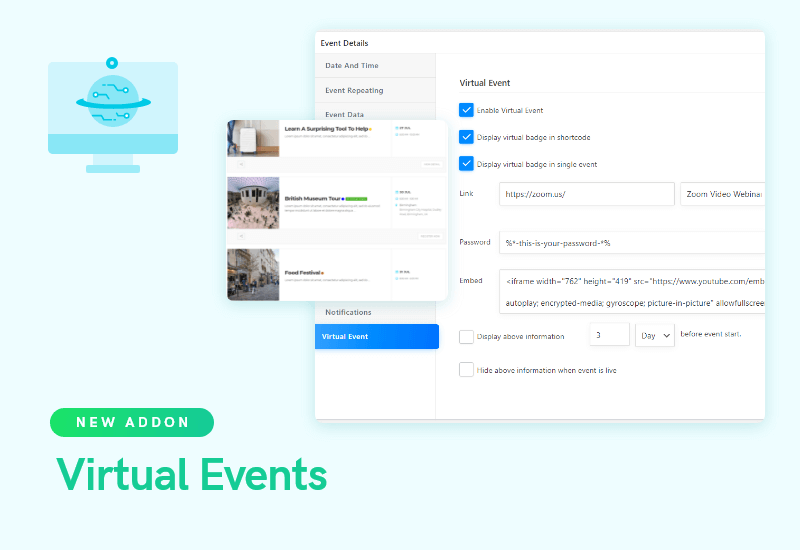 Event Details
Date And Time
Event Repeating
Event Data
Notifications
Virtual Event
Learn A Surprising Tool To Help
British Museum Tour
Food Festival
Virtual Event
Enable Virtual Event
Display virtual badge in shortcode
Display virtual badge in single event
Link
https://zoom.us/
Zoom Video Webinar
Password
%*-this-is-your-password-*%
Embed
<iframe width="762" height="419" src="https://www.youtube.com/emb
autoplay; encrypted-media; gyroscope; picture-in-picture" allowfullscreen
Display above information
3
Day
before event start.
Hide above information when event is live
NEW ADDON
Virtual Events